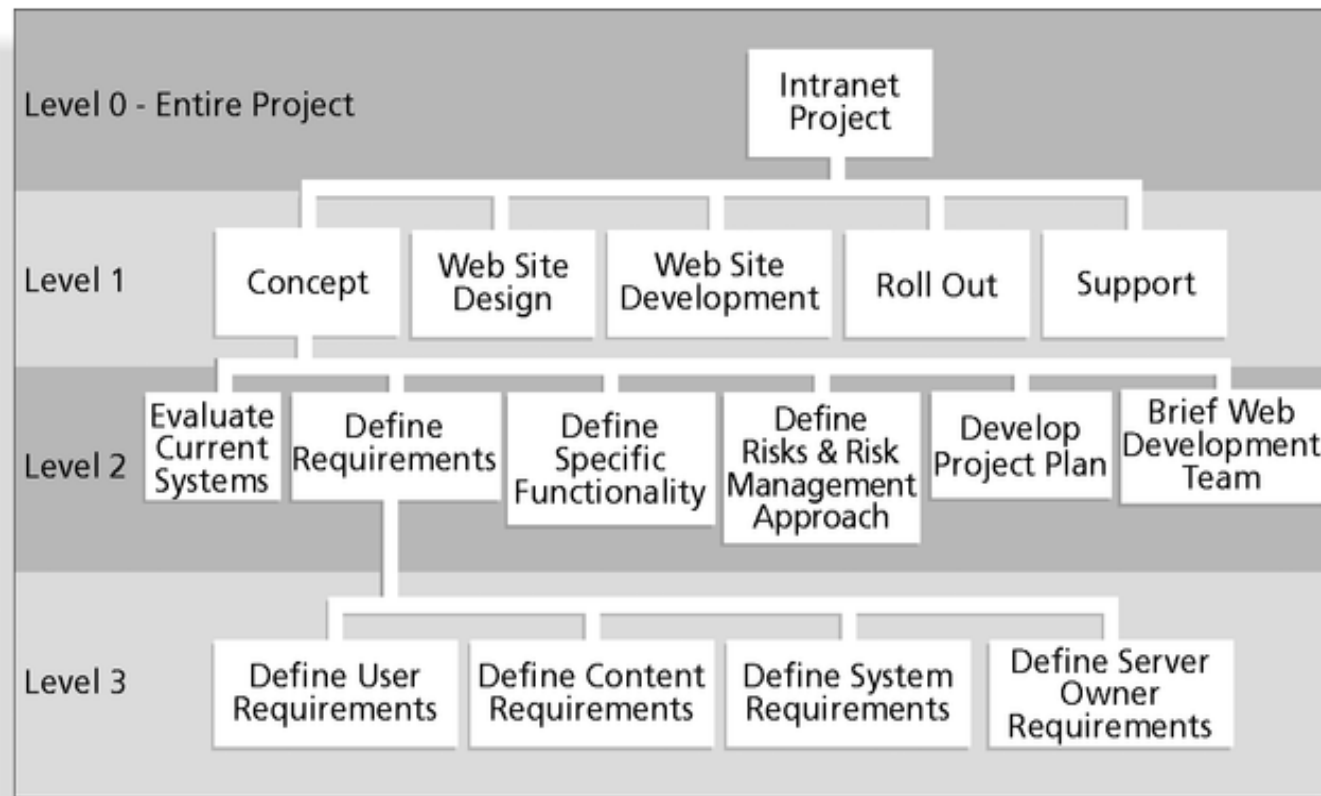 Level 0 - Entire Project
Intranet
Project
Level 1
Concept
Web Site
Design
Web Site
Development
Roll Out
Support
Level 2
Evaluate
Current
Systems
Define
Requirements
Define
Specific
Functionality
Define
Risks & Risk
Management
Approach
Develop
Project Plan
Brief Web
Development
Team
Level 3
Define User
Requirements
Define Content
Requirements
Define System
Requirements
Define Server
Owner
Requirements